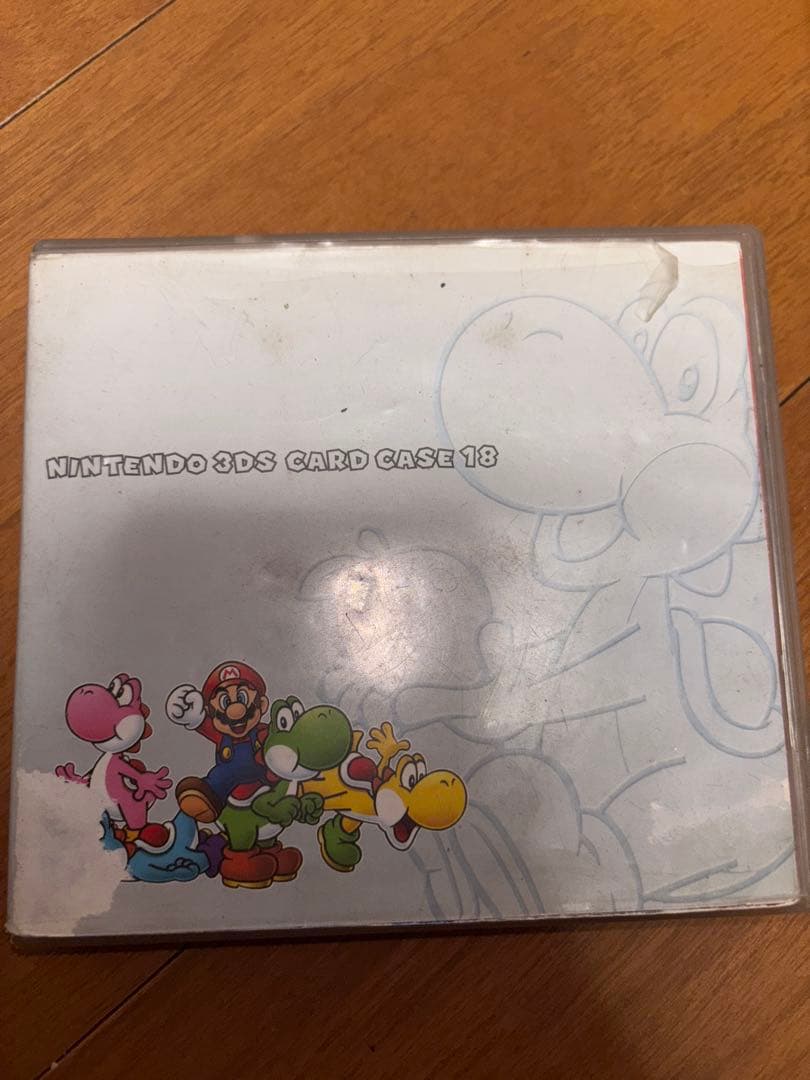 NINTENDO 3DS CARD CASE 18
M